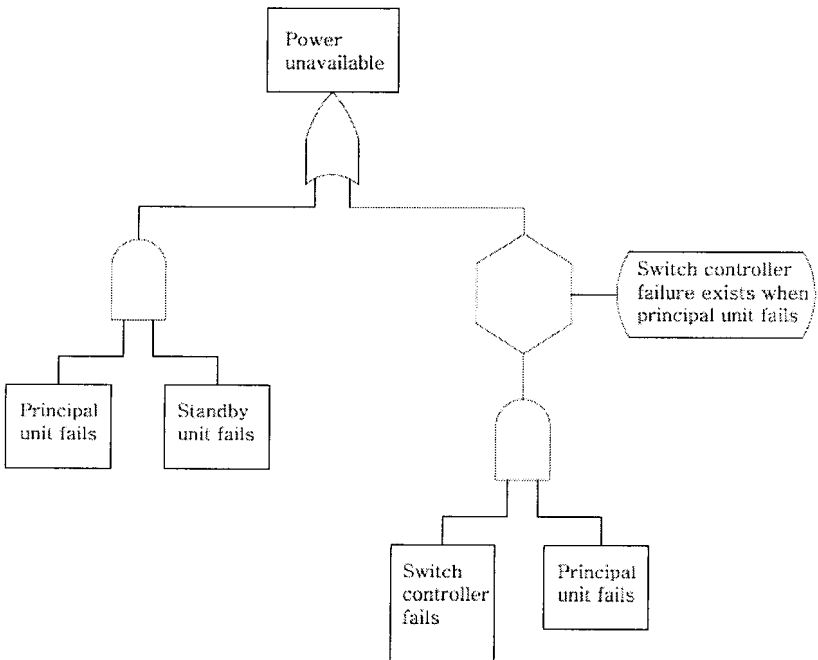 Power
unavailable
Switch controller
failure exists when
principal unit fails
Principal
unit fails
Standby
unit fails
Switch
controller
fails
Principal
unit fails